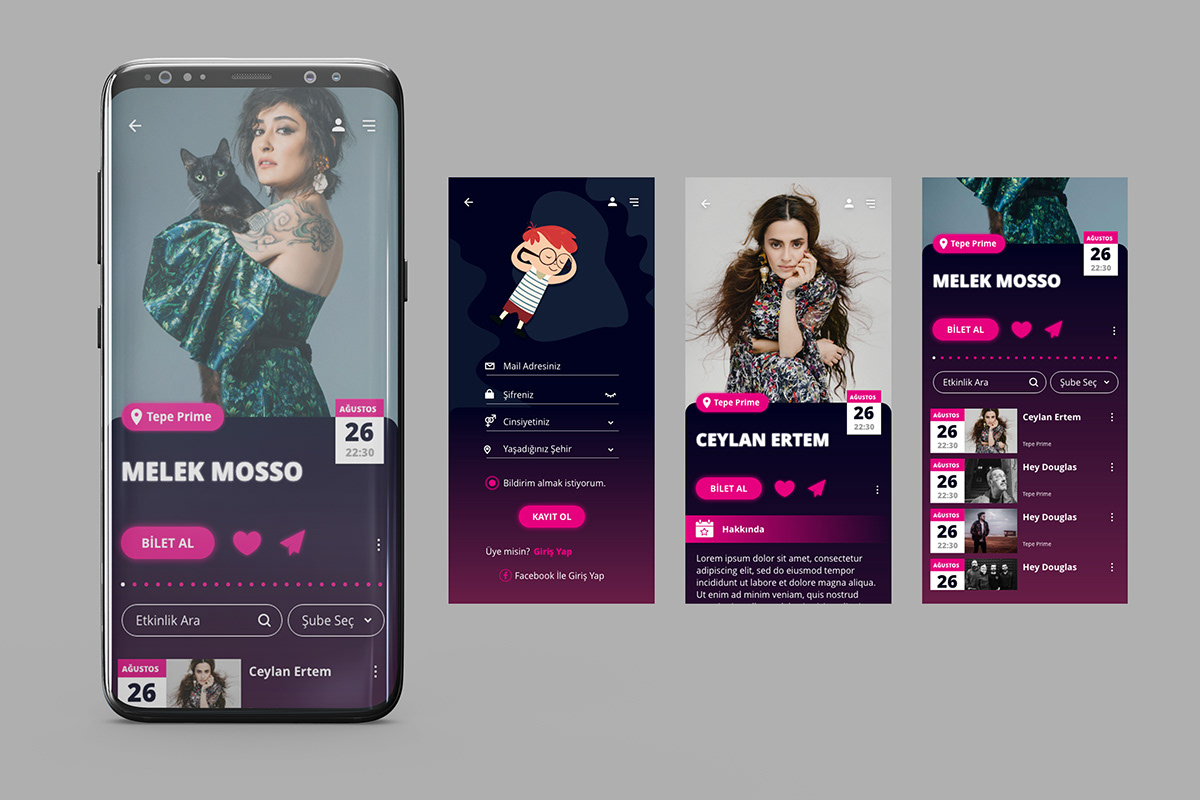 Tepe Prime
AĞUSTOS
26
22:30
MELEK MOSSO
BİLET AL
Etkinlik Ara
Şube Seç
AĞUSTOS
26
Ceylan Ertem
Mail Adresiniz
Şifreniz
Cinsiyetiniz
Yaşadığınız Şehir
Bildirim almak istiyorum.
KAYIT OL
Üye misin? Giriş Yap
Facebook İle Giriş Yap
Tepe Prime
AĞUSTOS
26
22:30
CEYLAN ERTEM
BİLET AL
Hakkında
Lorem ipsum dolor sit amet, consectetur
adipiscing elit, sed do eiusmod tempor
incididunt ut labore et dolore magna aliqua.
Ut enim ad minim veniam, quis nostrud
Tepe Prime
AĞUSTOS
26
22:30
MELEK MOSSO
BİLET AL
Etkinlik Ara
Şube Seç
AĞUSTOS
26
22:30
Ceylan Ertem
Tepe Prime
AĞUSTOS
26
22:30
Hey Douglas
Tepe Prime
AĞUSTOS
26
22:30
Hey Douglas
Tepe Prime
AĞUSTOS
26
Hey Douglas